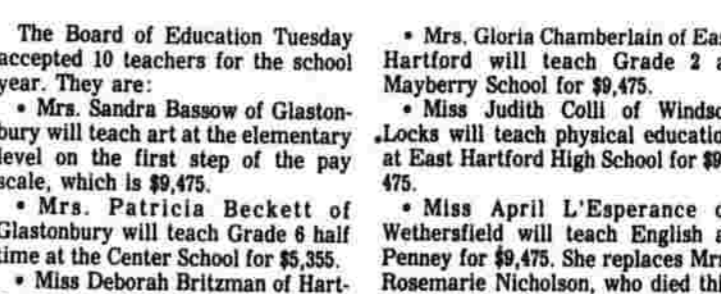 The Board of Education Tuesday
accepted 10 teachers for the school
year. They are:
• Mrs. Sandra Bassow of Glaston-
bury will teach art at the elementary
level on the first step of the pay
scale, which is $9,475.
• Mrs. Patricia Beckett of
Glastonbury will teach Grade 6 half
time at the Center School for $5,355.
• Miss Deborah Britzman of Hart-
• Mrs. Gloria Chamberlain of Eas
Hartford will teach Grade 2 a
Mayberry School for $9,475.
• Miss Judith Colli of Windso
Locks will teach physical educatio
at East Hartford High School for $9
475.
• Miss April L'Esperance o
Wethersfield will teach English a
Penney for $9,475. She replaces Mrs
Rosemarie Nicholson, who died thi